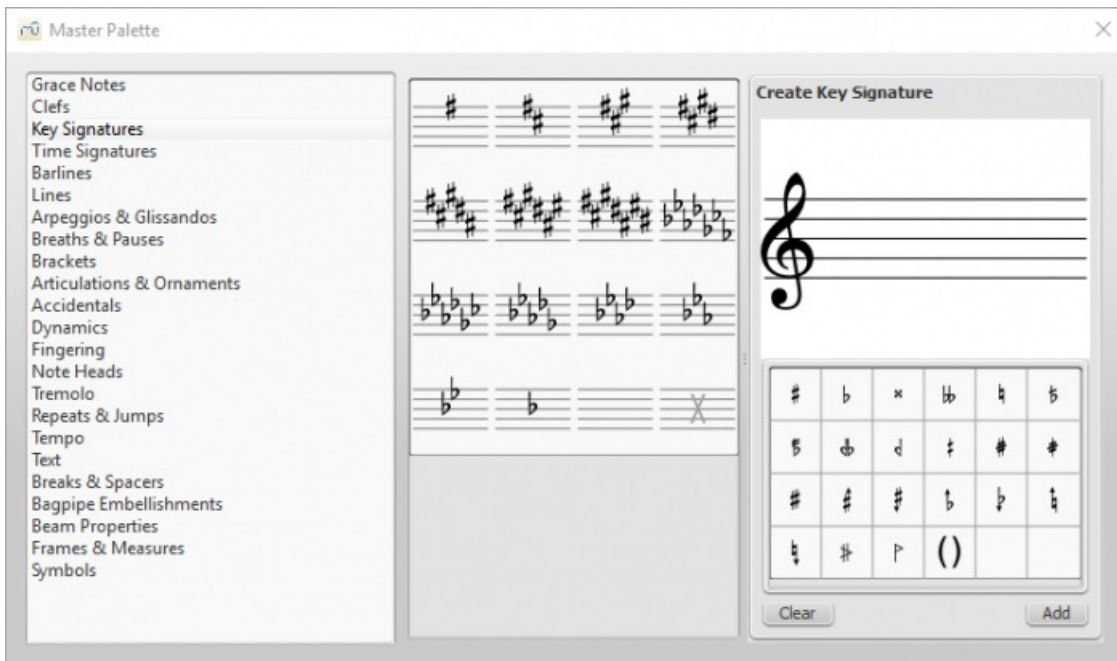 Master Palette
Grace Notes
Clefs
Key Signatures
Time Signatures
Barlines
Lines
Arpeggios & Glissandos
Breaths & Pauses
Brackets
Articulations & Ornaments
Accidentals
Dynamics
Fingering
Note Heads
Tremolo
Repeats & Jumps
Tempo
Text
Breaks & Spacers
Bagpipe Embellishments
Beam Properties
Frames & Measures
Symbols
Create Key Signature
Clear
Add